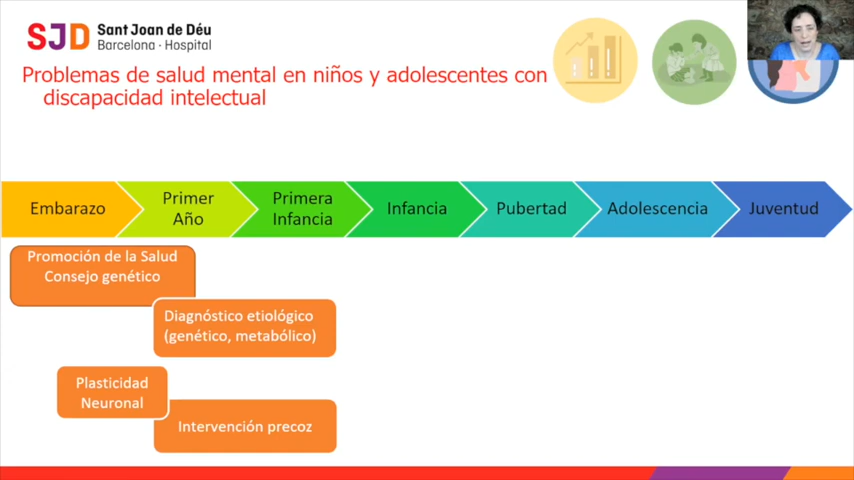 SJD Sant Joan de Déu
Barcelona · Hospital
Problemas de salud mental en niños y adolescentes con
discapacidad intelectual
Embarazo
Primer
Año
Primera
Infancia
Infancia
Pubertad
Adolescencia
Juventud
Promoción de la Salud
Consejo genético
Diagnóstico etiológico
(genético, metabólico)
Plasticidad
Neuronal
Intervención precoz